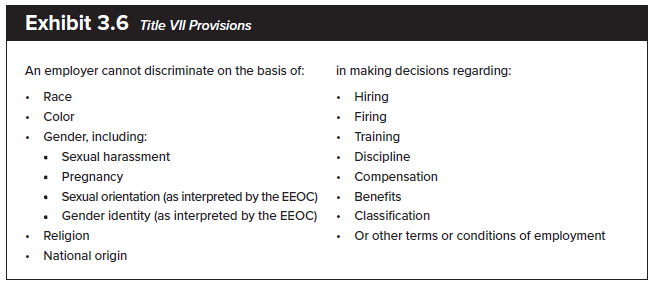 Exhibit 3.6 Title VII Provisions
An employer cannot discriminate on the basis of:
• Race
• Color
• Gender, including:
• Sexual harassment
• Pregnancy
• Sexual orientation (as interpreted by the EEOC)
• Gender identity (as interpreted by the EEOC)
• Religion
• National origin
in making decisions regarding:
• Hiring
• Firing
• Training
• Discipline
• Compensation
• Benefits
• Classification
• Or other terms or conditions of employment